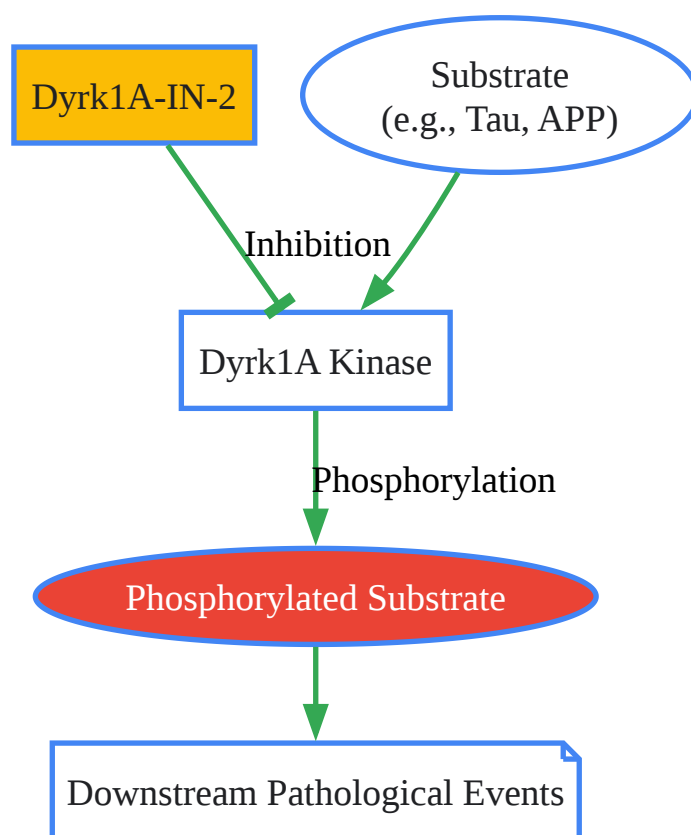 Dyrk1A-IN-2
Substrate
(e.g., Tau, APP)
Inhibition
Dyrk1A Kinase
Phosphorylation
Phosphorylated Substrate
Downstream Pathological Events